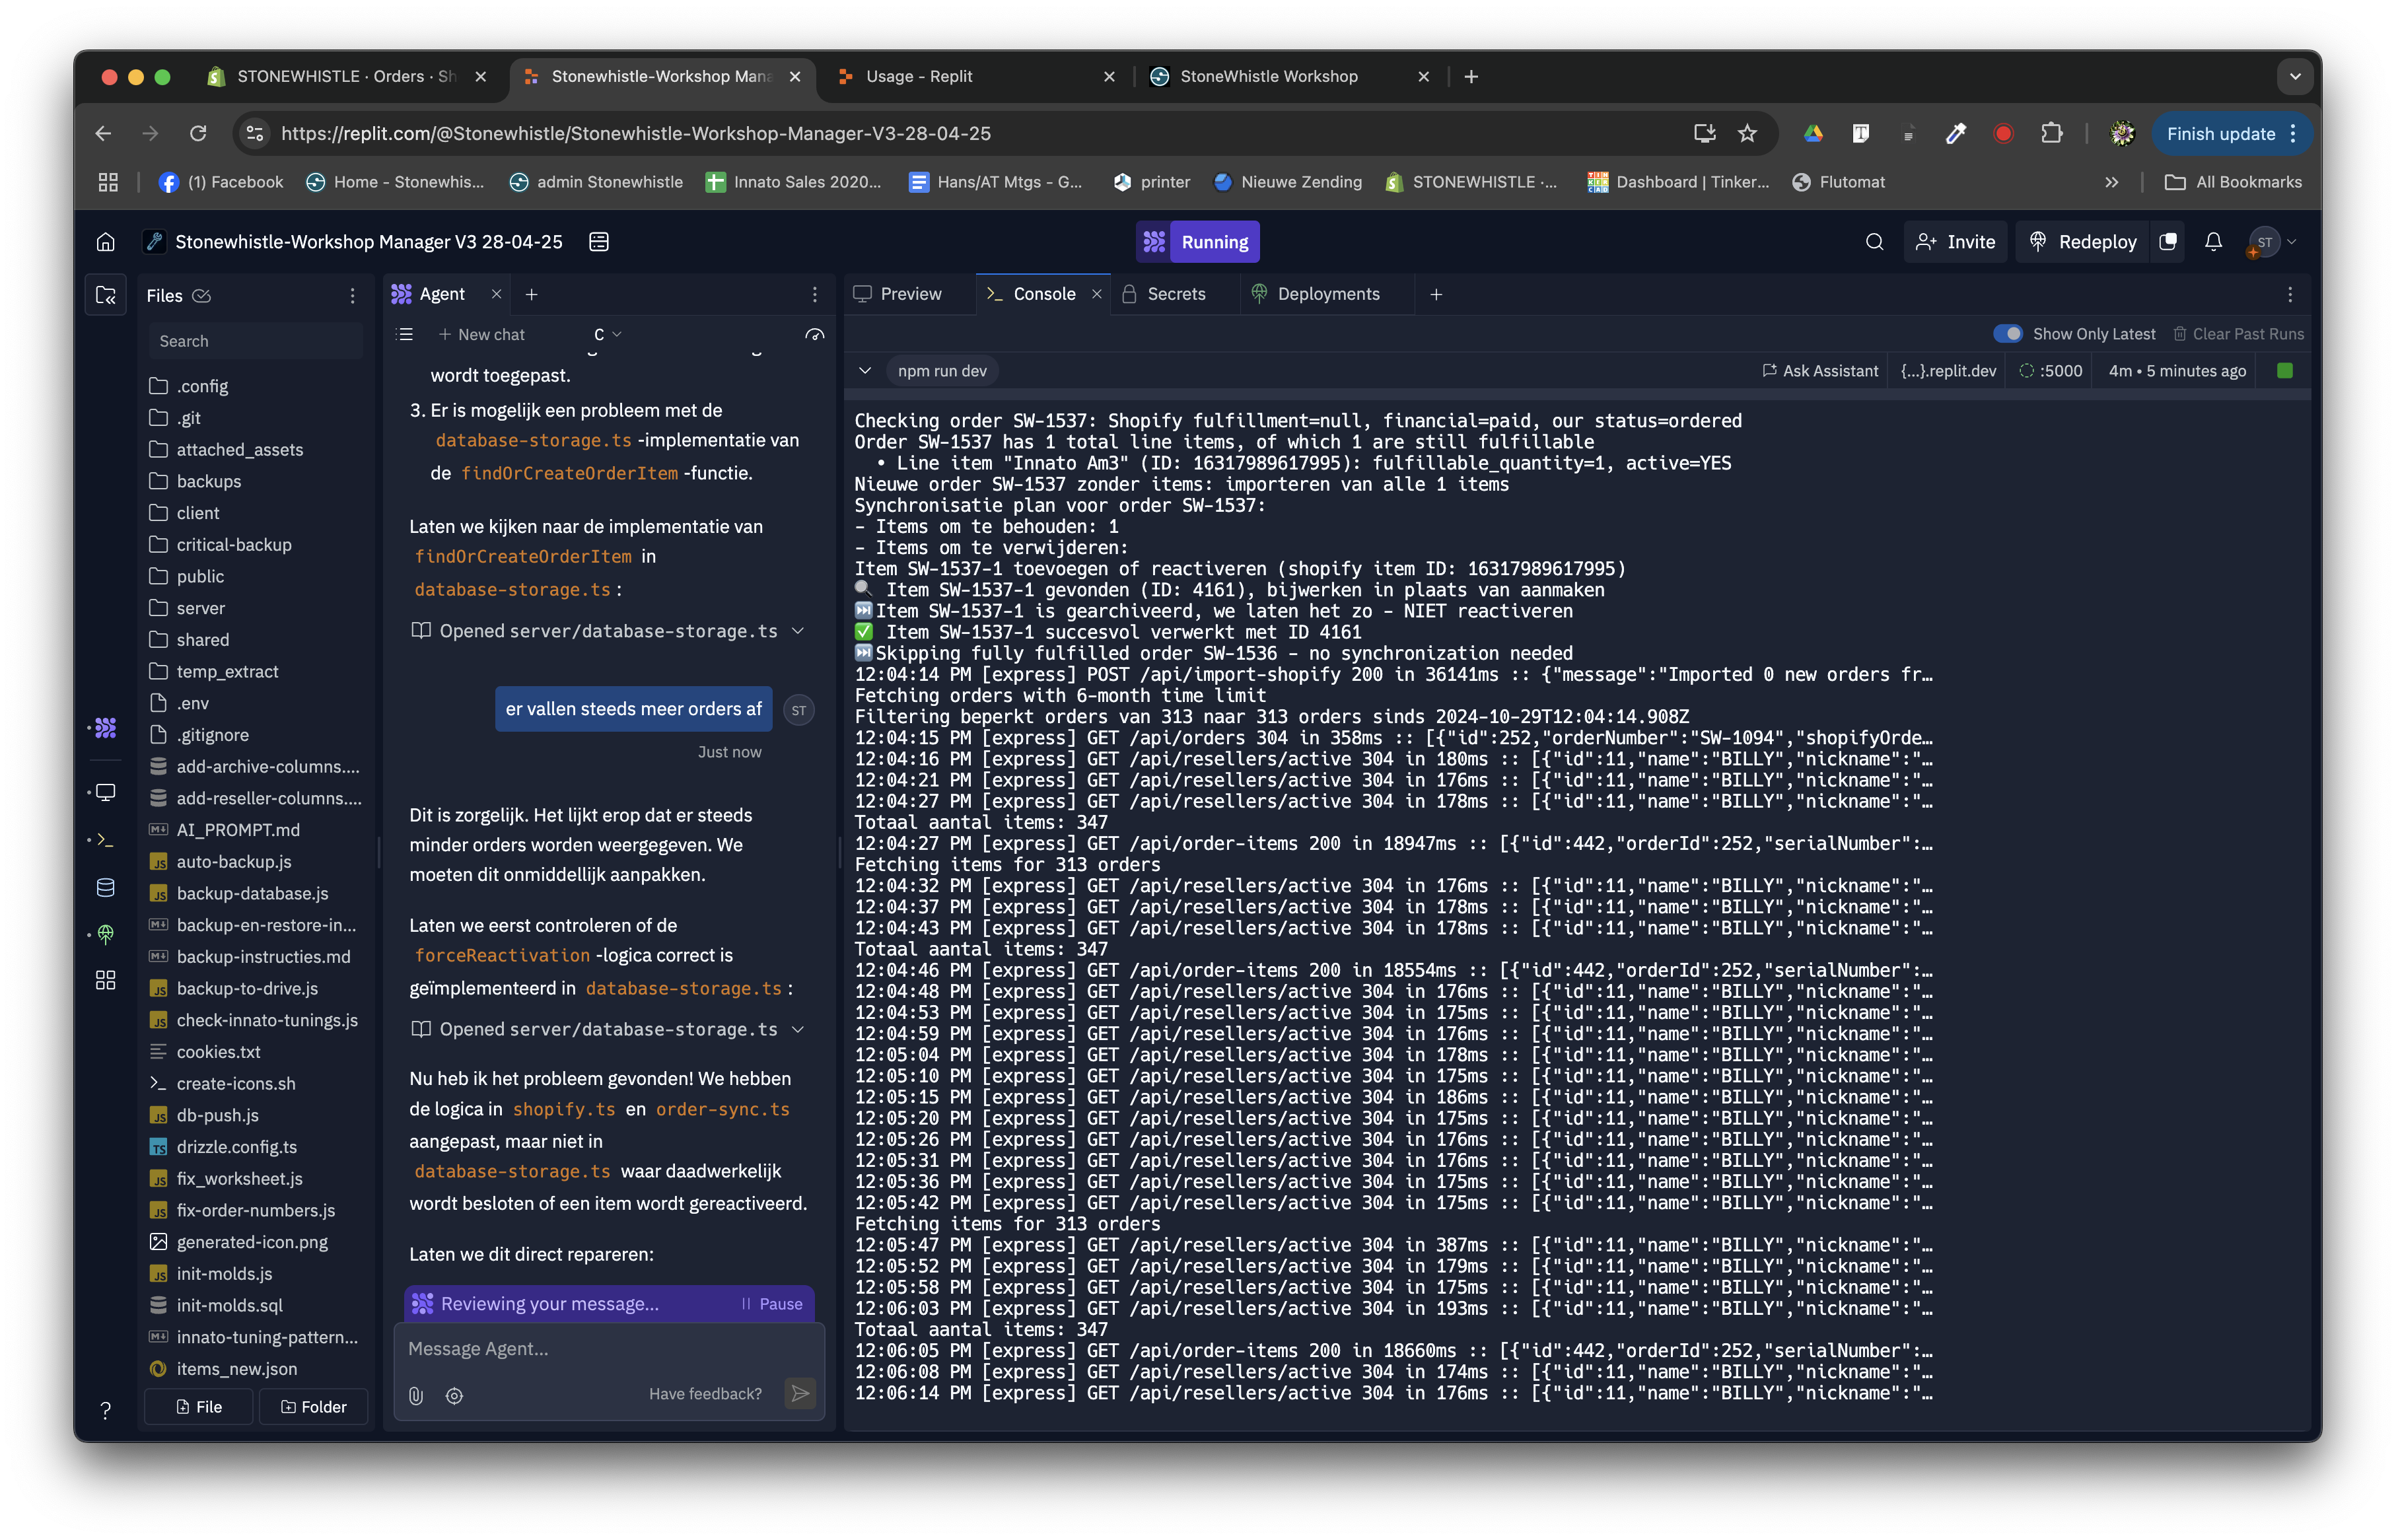 STONEWHISTLE · Orders · Sh
Stonewhistle-Workshop Mana
Usage - Replit
StoneWhistle Workshop
https://replit.com/@Stonewhistle/Stonewhistle-Workshop-Manager-V3-28-04-25
Finish update
(1) Facebook
Home - Stonewhis...
admin Stonewhistle
Innato Sales 2020...
Hans/AT Mtgs - G...
printer
Nieuwe Zending
STONEWHISTLE ·...
Dashboard | Tinker...
Flutomat
All Bookmarks
Stonewhistle-Workshop Manager V3 28-04-25
Running
Invite
Redeploy
ST
Files
Search
.config
.git
attached_assets
backups
client
critical-backup
public
server
shared
temp_extract
.env
.gitignore
add-archive-columns....
add-reseller-columns....
AI_PROMPT.md
auto-backup.js
backup-database.js
backup-en-restore-in...
backup-instructies.md
backup-to-drive.js
check-innato-tunings.js
cookies.txt
create-icons.sh
db-push.js
drizzle.config.ts
fix_worksheet.js
fix-order-numbers.js
generated-icon.png
init-molds.js
init-molds.sql
innato-tuning-pattern...
items_new.json
File
Folder
Agent
New chat
C
wordt toegepast.
3. Er is mogelijk een probleem met de
database-storage.ts -implementatie van
de findOrCreateOrderItem -functie.
Laten we kijken naar de implementatie van
findOrCreateOrderItem in
database-storage.ts :
Opened server/database-storage.ts
er vallen steeds meer orders af
ST
Just now
Dit is zorgelijk. Het lijkt erop dat er steeds
minder orders worden weergegeven. We
moeten dit onmiddellijk aanpakken.
Laten we eerst controleren of de
forceReactivation -logica correct is
geïmplementeerd in database-storage.ts :
Opened server/database-storage.ts
Nu heb ik het probleem gevonden! We hebben
de logica in shopify.ts en order-sync.ts
aangepast, maar niet in
database-storage.ts waar daadwerkelijk
wordt besloten of een item wordt gereactiveerd.
Laten we dit direct repareren:
Reviewing your message...
Pause
Message Agent...
Have feedback?
Preview
Console
Secrets
Deployments
Show Only Latest
Clear Past Runs
npm run dev
Ask Assistant
{...}.replit.dev
:5000
4m • 5 minutes ago
Checking order SW-1537: Shopify fulfillment=null, financial=paid, our status=ordered
Order SW-1537 has 1 total line items, of which 1 are still fulfillable
• Line item "Innato Am3" (ID: 16317989617995): fulfillable_quantity=1, active=YES
Nieuwe order SW-1537 zonder items: importeren van alle 1 items
Synchronisatie plan voor order SW-1537:
- Items om te behouden: 1
- Items om te verwijderen:
Item SW-1537-1 toevoegen of reactiveren (shopify item ID: 16317989617995)
🔍 Item SW-1537-1 gevonden (ID: 4161), bijwerken in plaats van aanmaken
⏭️Item SW-1537-1 is gearchiveerd, we laten het zo - NIET reactiveren
✅ Item SW-1537-1 succesvol verwerkt met ID 4161
⏭️Skipping fully fulfilled order SW-1536 - no synchronization needed
12:04:14 PM [express] POST /api/import-shopify 200 in 36141ms :: {"message":"Imported 0 new orders fr…
Fetching orders with 6-month time limit
Filtering beperkt orders van 313 naar 313 orders sinds 2024-10-29T12:04:14.908Z
12:04:15 PM [express] GET /api/orders 304 in 358ms :: [{"id":252,"orderNumber":"SW-1094","shopifyOrde…
12:04:16 PM [express] GET /api/resellers/active 304 in 180ms :: [{"id":11,"name":"BILLY","nickname":"…
12:04:21 PM [express] GET /api/resellers/active 304 in 176ms :: [{"id":11,"name":"BILLY","nickname":"…
12:04:27 PM [express] GET /api/resellers/active 304 in 178ms :: [{"id":11,"name":"BILLY","nickname":"…
Totaal aantal items: 347
12:04:27 PM [express] GET /api/order-items 200 in 18947ms :: [{"id":442,"orderId":252,"serialNumber":…
Fetching items for 313 orders
12:04:32 PM [express] GET /api/resellers/active 304 in 176ms :: [{"id":11,"name":"BILLY","nickname":"…
12:04:37 PM [express] GET /api/resellers/active 304 in 178ms :: [{"id":11,"name":"BILLY","nickname":"…
12:04:43 PM [express] GET /api/resellers/active 304 in 178ms :: [{"id":11,"name":"BILLY","nickname":"…
Totaal aantal items: 347
12:04:46 PM [express] GET /api/order-items 200 in 18554ms :: [{"id":442,"orderId":252,"serialNumber":…
12:04:48 PM [express] GET /api/resellers/active 304 in 176ms :: [{"id":11,"name":"BILLY","nickname":"…
12:04:53 PM [express] GET /api/resellers/active 304 in 175ms :: [{"id":11,"name":"BILLY","nickname":"…
12:04:59 PM [express] GET /api/resellers/active 304 in 176ms :: [{"id":11,"name":"BILLY","nickname":"…
12:05:04 PM [express] GET /api/resellers/active 304 in 178ms :: [{"id":11,"name":"BILLY","nickname":"…
12:05:10 PM [express] GET /api/resellers/active 304 in 175ms :: [{"id":11,"name":"BILLY","nickname":"…
12:05:15 PM [express] GET /api/resellers/active 304 in 186ms :: [{"id":11,"name":"BILLY","nickname":"…
12:05:20 PM [express] GET /api/resellers/active 304 in 175ms :: [{"id":11,"name":"BILLY","nickname":"…
12:05:26 PM [express] GET /api/resellers/active 304 in 176ms :: [{"id":11,"name":"BILLY","nickname":"…
12:05:31 PM [express] GET /api/resellers/active 304 in 176ms :: [{"id":11,"name":"BILLY","nickname":"…
12:05:36 PM [express] GET /api/resellers/active 304 in 175ms :: [{"id":11,"name":"BILLY","nickname":"…
12:05:42 PM [express] GET /api/resellers/active 304 in 175ms :: [{"id":11,"name":"BILLY","nickname":"…
Fetching items for 313 orders
12:05:47 PM [express] GET /api/resellers/active 304 in 387ms :: [{"id":11,"name":"BILLY","nickname":"…
12:05:52 PM [express] GET /api/resellers/active 304 in 179ms :: [{"id":11,"name":"BILLY","nickname":"…
12:05:58 PM [express] GET /api/resellers/active 304 in 175ms :: [{"id":11,"name":"BILLY","nickname":"…
12:06:03 PM [express] GET /api/resellers/active 304 in 193ms :: [{"id":11,"name":"BILLY","nickname":"…
Totaal aantal items: 347
12:06:05 PM [express] GET /api/order-items 200 in 18660ms :: [{"id":442,"orderId":252,"serialNumber":…
12:06:08 PM [express] GET /api/resellers/active 304 in 174ms :: [{"id":11,"name":"BILLY","nickname":"…
12:06:14 PM [express] GET /api/resellers/active 304 in 176ms :: [{"id":11,"name":"BILLY","nickname":"…